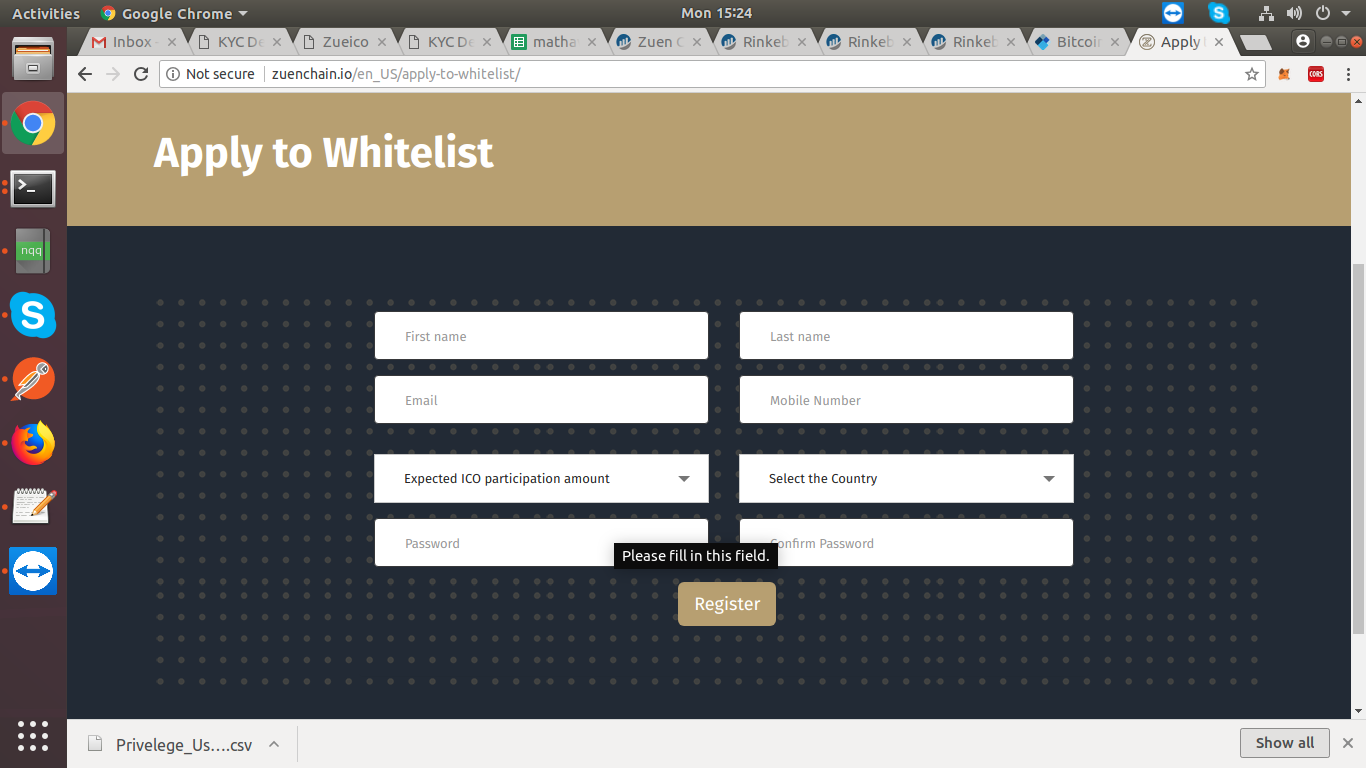 Activities
Google Chrome
Mon 15:24
Inbox -
KYC De
Zueico
KYC De
matha
Zuen C
Rinkeb
Rinkeb
Rinkeb
Bitcoin
Apply
Not secure
zuenchain.io/en_US/apply-to-whitelist/
CORS
Apply to Whitelist
nqq
First name
Last name
Email
Mobile Number
Expected ICO participation amount
Select the Country
Password
Confirm Password
Please fill in this field.
Register
Privelege_Us….csv
Show all